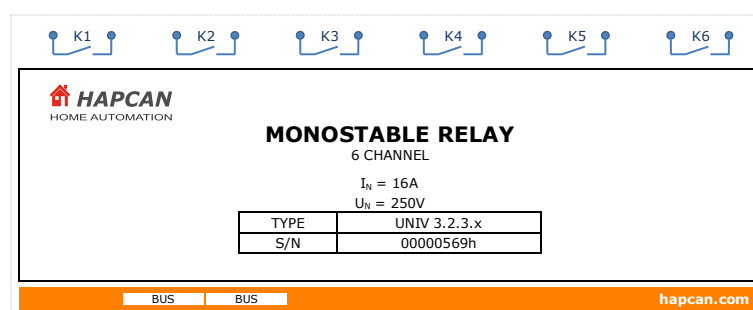 K1 K2 K3 K4 K5 K6
HAPCAN
HOME AUTOMATION
MONOSTABLE RELAY
6 CHANNEL
IN = 16A
UN = 250V
TYPE UNIV 3.2.3.x
S/N 00000569h
BUS BUS hapcan.com